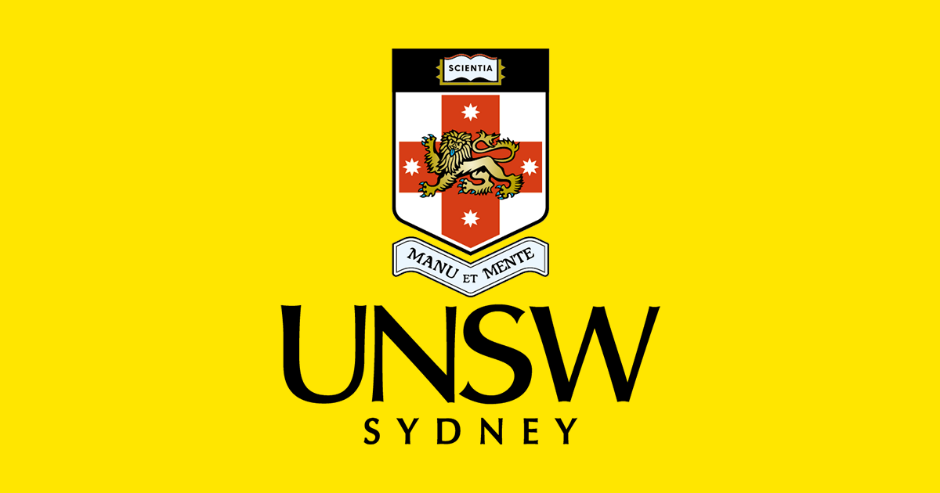 SCIENTIA
MANU ET MENTE
UNSW
SYDNEY